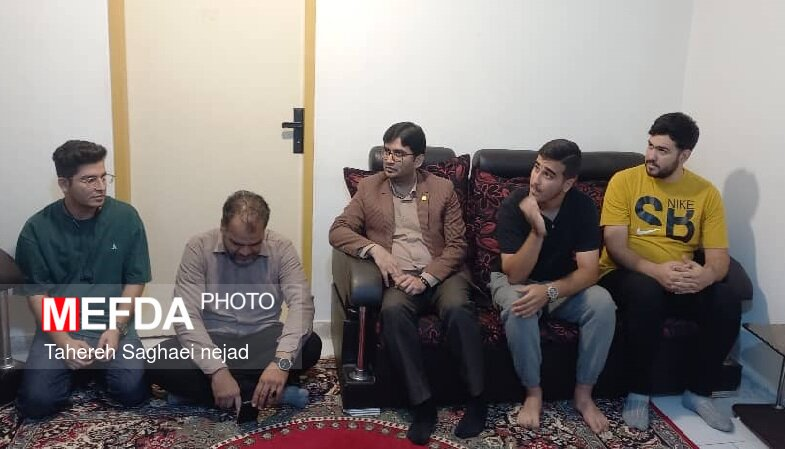 MEFDA PHOTO
Tahereh Saghaei nejad
NIKE
SB